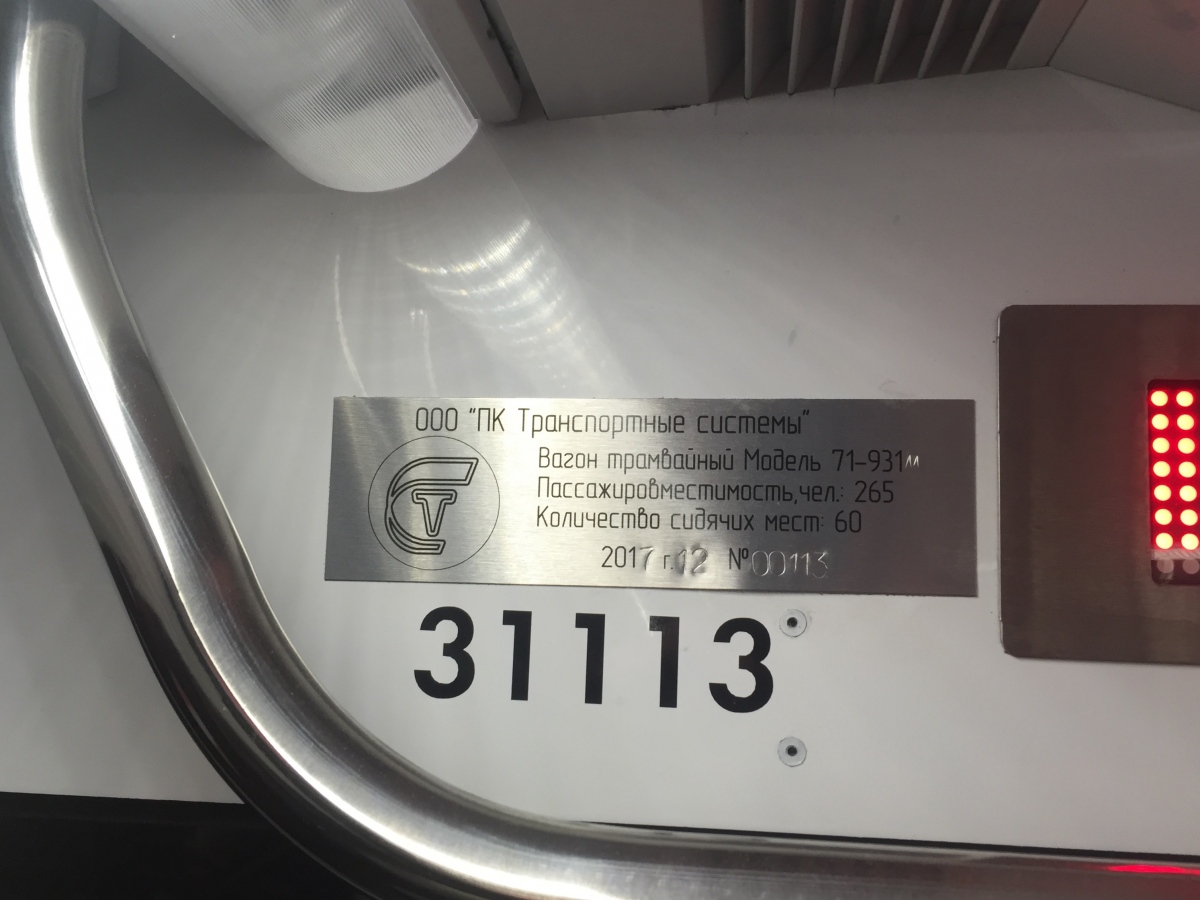 ООО "ПК Транспортные системы"
Вагон трамвайный Модель 71-931м
Пассажировместимость,чел.: 265
Количество сидячих мест: 60
2017 г. 12 №00113
31113